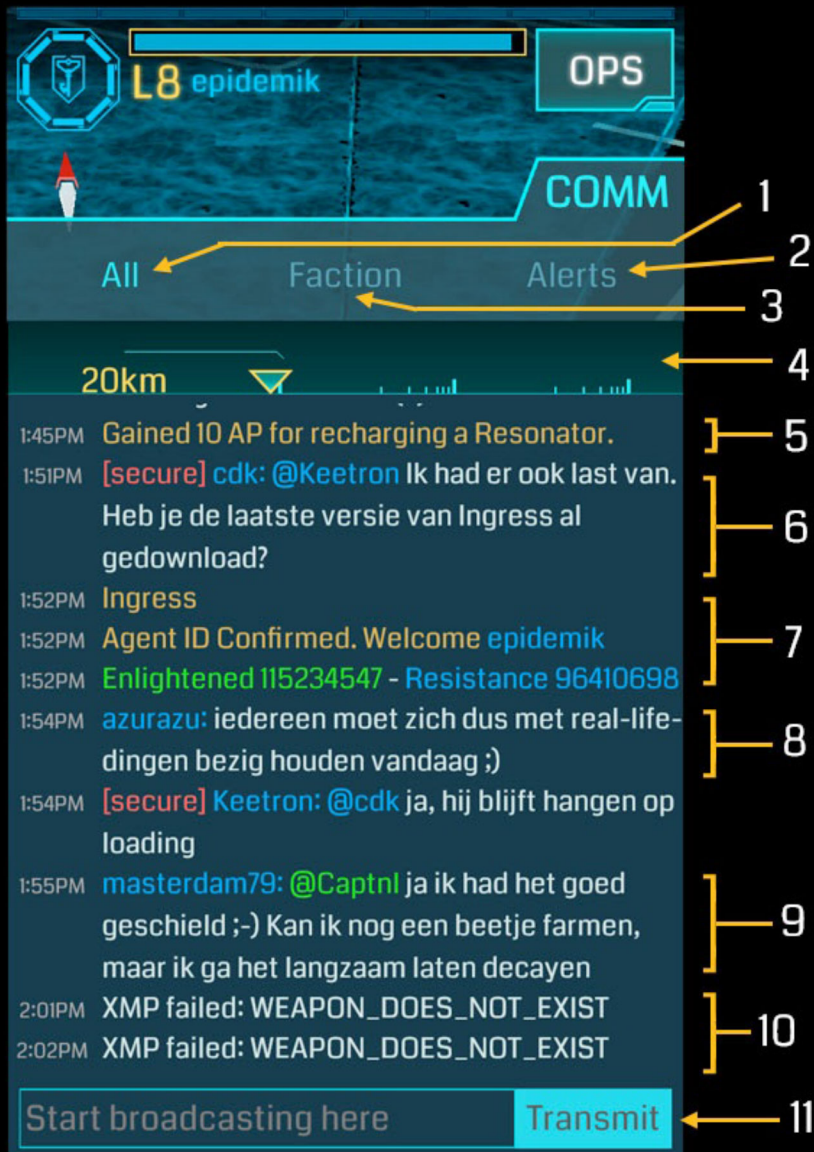 L8 epidemik
OPS
COMM
1
All
Faction
Alerts
2
3
20km
4
1:45PM Gained 10 AP for recharging a Resonator.
5
1:51PM [secure] cdk: @Keetron Ik had er ook last van.
Heb je de laatste versie van Ingress al
6
gedownload?
1:52PM Ingress
1:52PM Agent ID Confirmed. Welcome epidemik
7
1:52PM Enlightened 115234547 - Resistance 96410698
1:54PM azurazu: iedereen moet zich dus met real-life-
8
dingen bezig houden vandaag ;)
1:54PM [secure] Keetron: @cdk ja, hij blijft hangen op
loading
1:55PM masterdam79: @Captnl ja ik had het goed
geschield ;-) Kan ik nog een beetje farmen,
9
maar ik ga het langzaam laten decayen
2:01PM XMP failed: WEAPON_DOES_NOT_EXIST
10
2:02PM XMP failed: WEAPON_DOES_NOT_EXIST
Start broadcasting here
Transmit
11